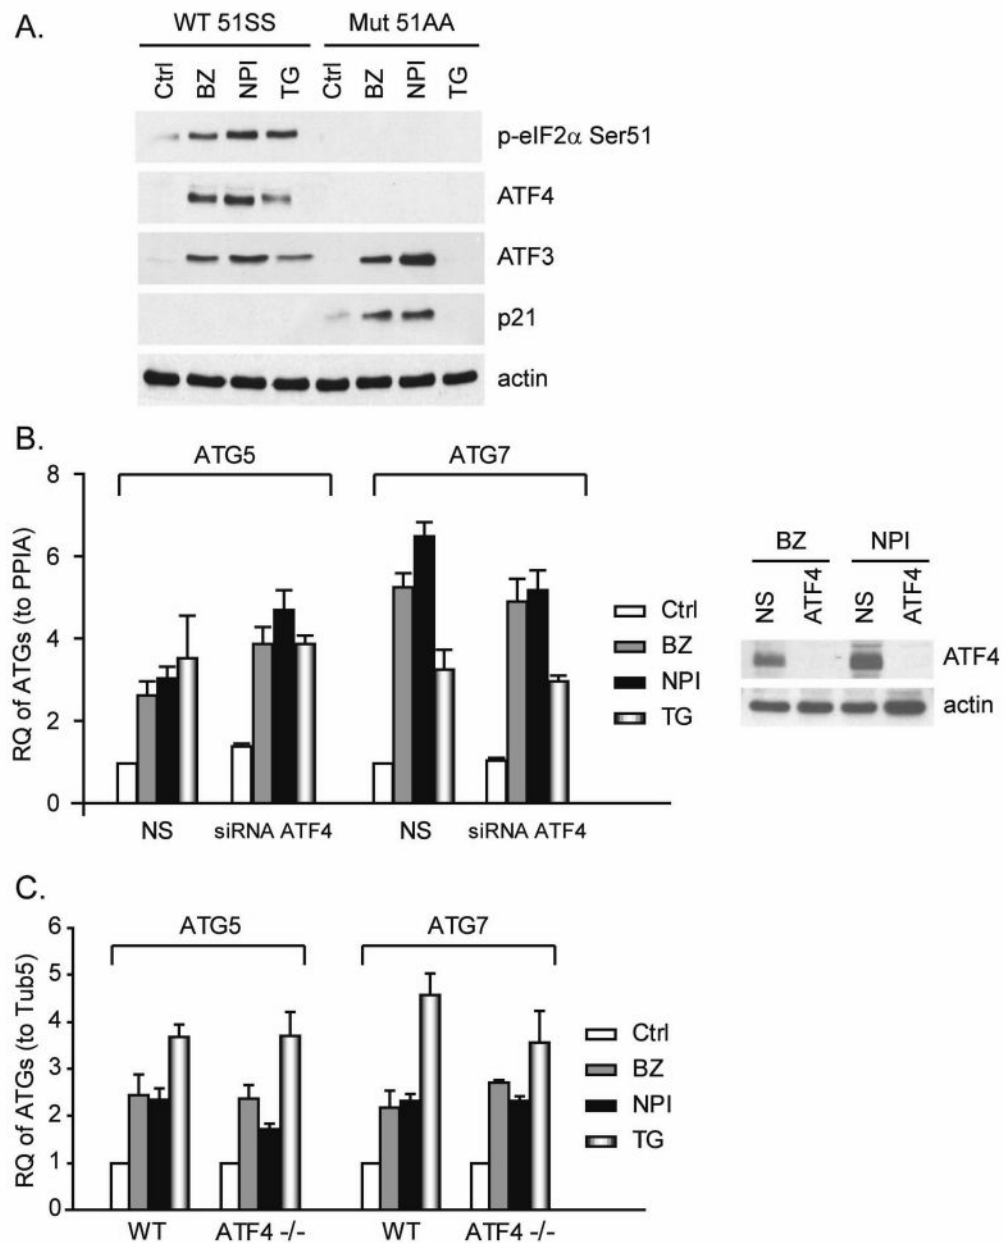 A.
WT 51SS Mut 51AA
Ctrl BZ NPI TG Ctrl BZ NPI TG
p-eIF2α Ser51
ATF4
ATF3
p21
actin
B.
ATG5 ATG7
RQ of ATGs (to PPIA)
8
6
4
2
0
NS siRNA ATF4 NS siRNA ATF4
Ctrl
BZ
NPI
TG
BZ NPI
NS ATF4 NS ATF4
ATF4
actin
C.
ATG5 ATG7
RQ of ATGs (to Tub5)
6
5
4
3
2
1
0
WT ATF4 -/- WT ATF4 -/-
Ctrl
BZ
NPI
TG